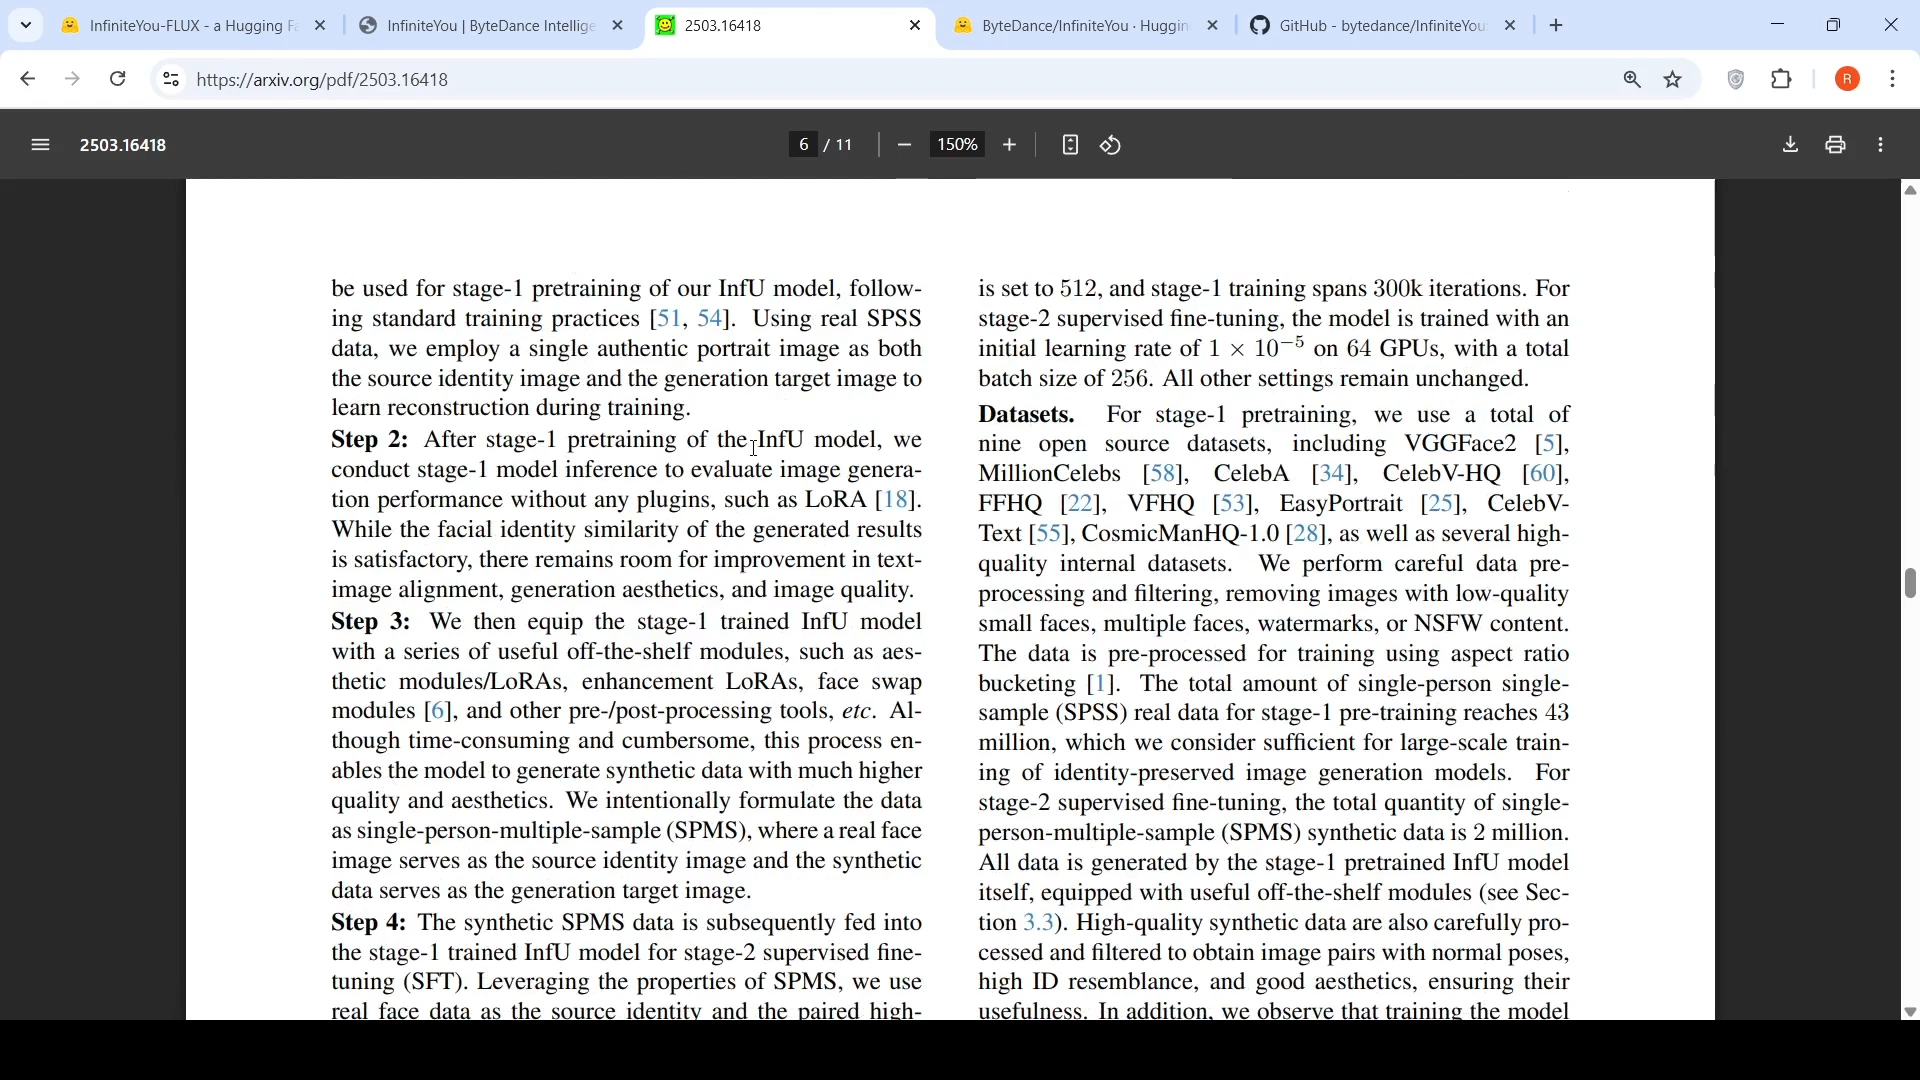 InfiniteYou-FLUX - a Hugging Fa
InfiniteYou | ByteDance Intellige
2503.16418
ByteDance/InfiniteYou · Huggin
GitHub - bytedance/InfiniteYou:
https://arxiv.org/pdf/2503.16418
R
2503.16418
6 / 11
150%
be used for stage-1 pretraining of our InfU model, follow-
ing standard training practices [51, 54]. Using real SPSS
data, we employ a single authentic portrait image as both
the source identity image and the generation target image to
learn reconstruction during training.
Step 2: After stage-1 pretraining of the InfU model, we
conduct stage-1 model inference to evaluate image genera-
tion performance without any plugins, such as LoRA [18].
While the facial identity similarity of the generated results
is satisfactory, there remains room for improvement in text-
image alignment, generation aesthetics, and image quality.
Step 3: We then equip the stage-1 trained InfU model
with a series of useful off-the-shelf modules, such as aes-
thetic modules/LoRAs, enhancement LoRAs, face swap
modules [6], and other pre-/post-processing tools, etc. Al-
though time-consuming and cumbersome, this process en-
ables the model to generate synthetic data with much higher
quality and aesthetics. We intentionally formulate the data
as single-person-multiple-sample (SPMS), where a real face
image serves as the source identity image and the synthetic
data serves as the generation target image.
Step 4: The synthetic SPMS data is subsequently fed into
the stage-1 trained InfU model for stage-2 supervised fine-
tuning (SFT). Leveraging the properties of SPMS, we use
real face data as the source identity and the paired high-
is set to 512, and stage-1 training spans 300k iterations. For
stage-2 supervised fine-tuning, the model is trained with an
initial learning rate of 1 × 10⁻⁵ on 64 GPUs, with a total
batch size of 256. All other settings remain unchanged.
Datasets. For stage-1 pretraining, we use a total of
nine open source datasets, including VGGFace2 [5],
MillionCelebs [58], CelebA [34], CelebV-HQ [60],
FFHQ [22], VFHQ [53], EasyPortrait [25], CelebV-
Text [55], CosmicManHQ-1.0 [28], as well as several high-
quality internal datasets. We perform careful data pre-
processing and filtering, removing images with low-quality
small faces, multiple faces, watermarks, or NSFW content.
The data is pre-processed for training using aspect ratio
bucketing [1]. The total amount of single-person single-
sample (SPSS) real data for stage-1 pre-training reaches 43
million, which we consider sufficient for large-scale train-
ing of identity-preserved image generation models. For
stage-2 supervised fine-tuning, the total quantity of single-
person-multiple-sample (SPMS) synthetic data is 2 million.
All data is generated by the stage-1 pretrained InfU model
itself, equipped with useful off-the-shelf modules (see Sec-
tion 3.3). High-quality synthetic data are also carefully pro-
cessed and filtered to obtain image pairs with normal poses,
high ID resemblance, and good aesthetics, ensuring their
usefulness. In addition, we observe that training the model